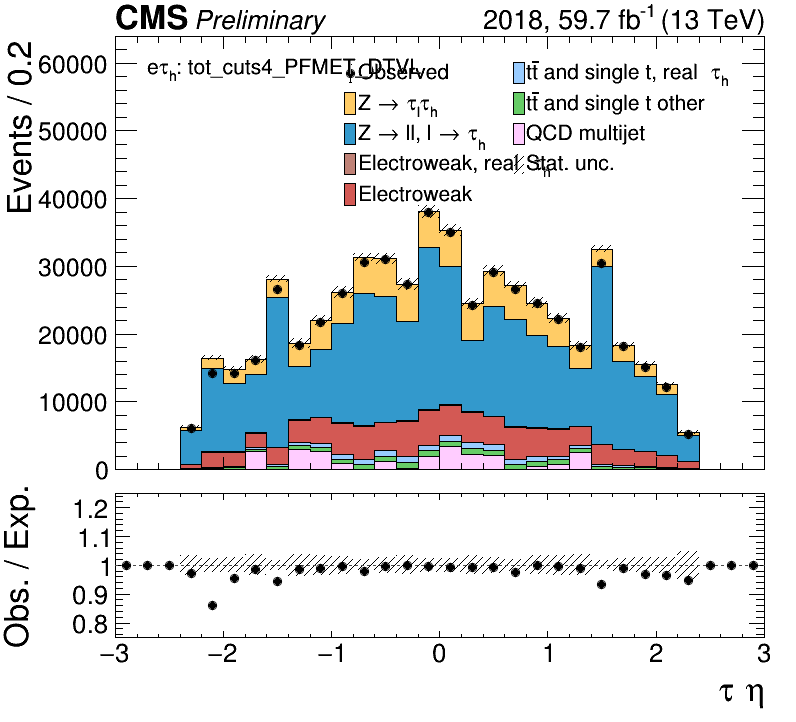 CMS Preliminary 2018, 59.7 fb⁻¹ (13 TeV)
Events / 0.2
60000
50000
40000
30000
20000
10000
0
eτₕ: tot_cuts4_PFMET_DTVL
Observed
Z → τₗτₕ
Z → ll, l → τₕ
Electroweak, real τₕ
Electroweak
tt̄ and single t, real τₕ
tt̄ and single t other
QCD multijet
Stat. unc.
Obs. / Exp.
1.2
1.1
1
0.9
0.8
−3 −2 −1 0 1 2 3
τ η